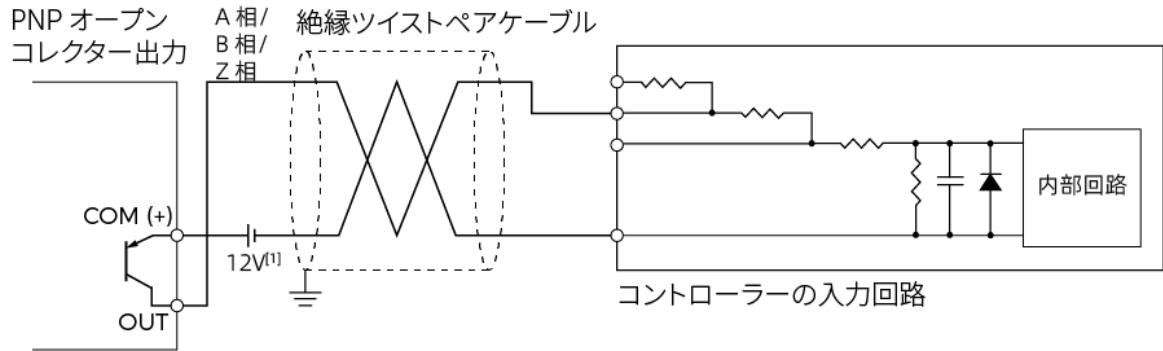 PNP オープン
コレクター出力
A 相/
B 相/
Z 相
絶縁ツイストペアケーブル
COM (+)
12V[1]
OUT
内部回路
コントローラーの入力回路